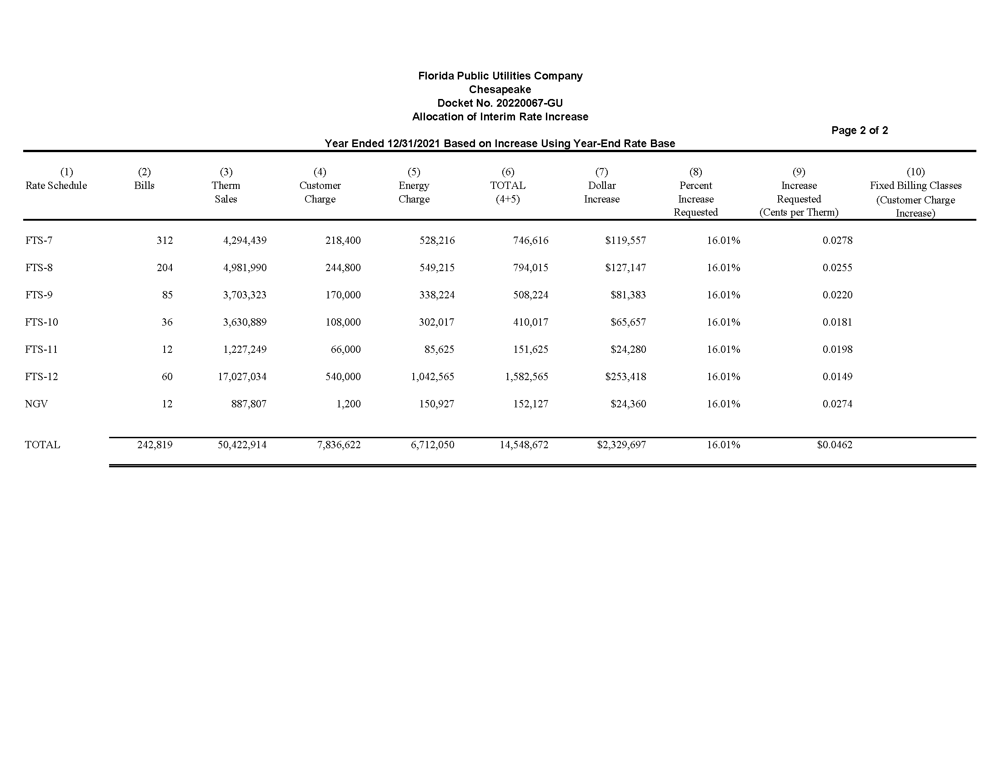 Florida Public Utilities Company
Chesapeake
Docket No. 20220067-GU
Allocation of Interim Rate Increase
Page 2 of 2
Year Ended 12/31/2021 Based on Increase Using Year-End Rate Base
(1) (2) (3) (4) (5) (6) (7) (8) (9) (10)
Rate Schedule Bills Therm Customer Energy TOTAL Dollar Percent Increase Fixed Billing Classes
Sales Charge Charge (4+5) Increase Increase Requested (Customer Charge
Requested (Cents per Therm) Increase)
FTS-7 312 4,294,439 218,400 528,216 746,616 $119,557 16.01% 0.0278
FTS-8 204 4,981,990 244,800 549,215 794,015 $127,147 16.01% 0.0255
FTS-9 85 3,703,323 170,000 338,224 508,224 $81,383 16.01% 0.0220
FTS-10 36 3,630,889 108,000 302,017 410,017 $65,657 16.01% 0.0181
FTS-11 12 1,227,249 66,000 85,625 151,625 $24,280 16.01% 0.0198
FTS-12 60 17,027,034 540,000 1,042,565 1,582,565 $253,418 16.01% 0.0149
NGV 12 887,807 1,200 150,927 152,127 $24,360 16.01% 0.0274
TOTAL 242,819 50,422,914 7,836,622 6,712,050 14,548,672 $2,329,697 16.01% $0.0462